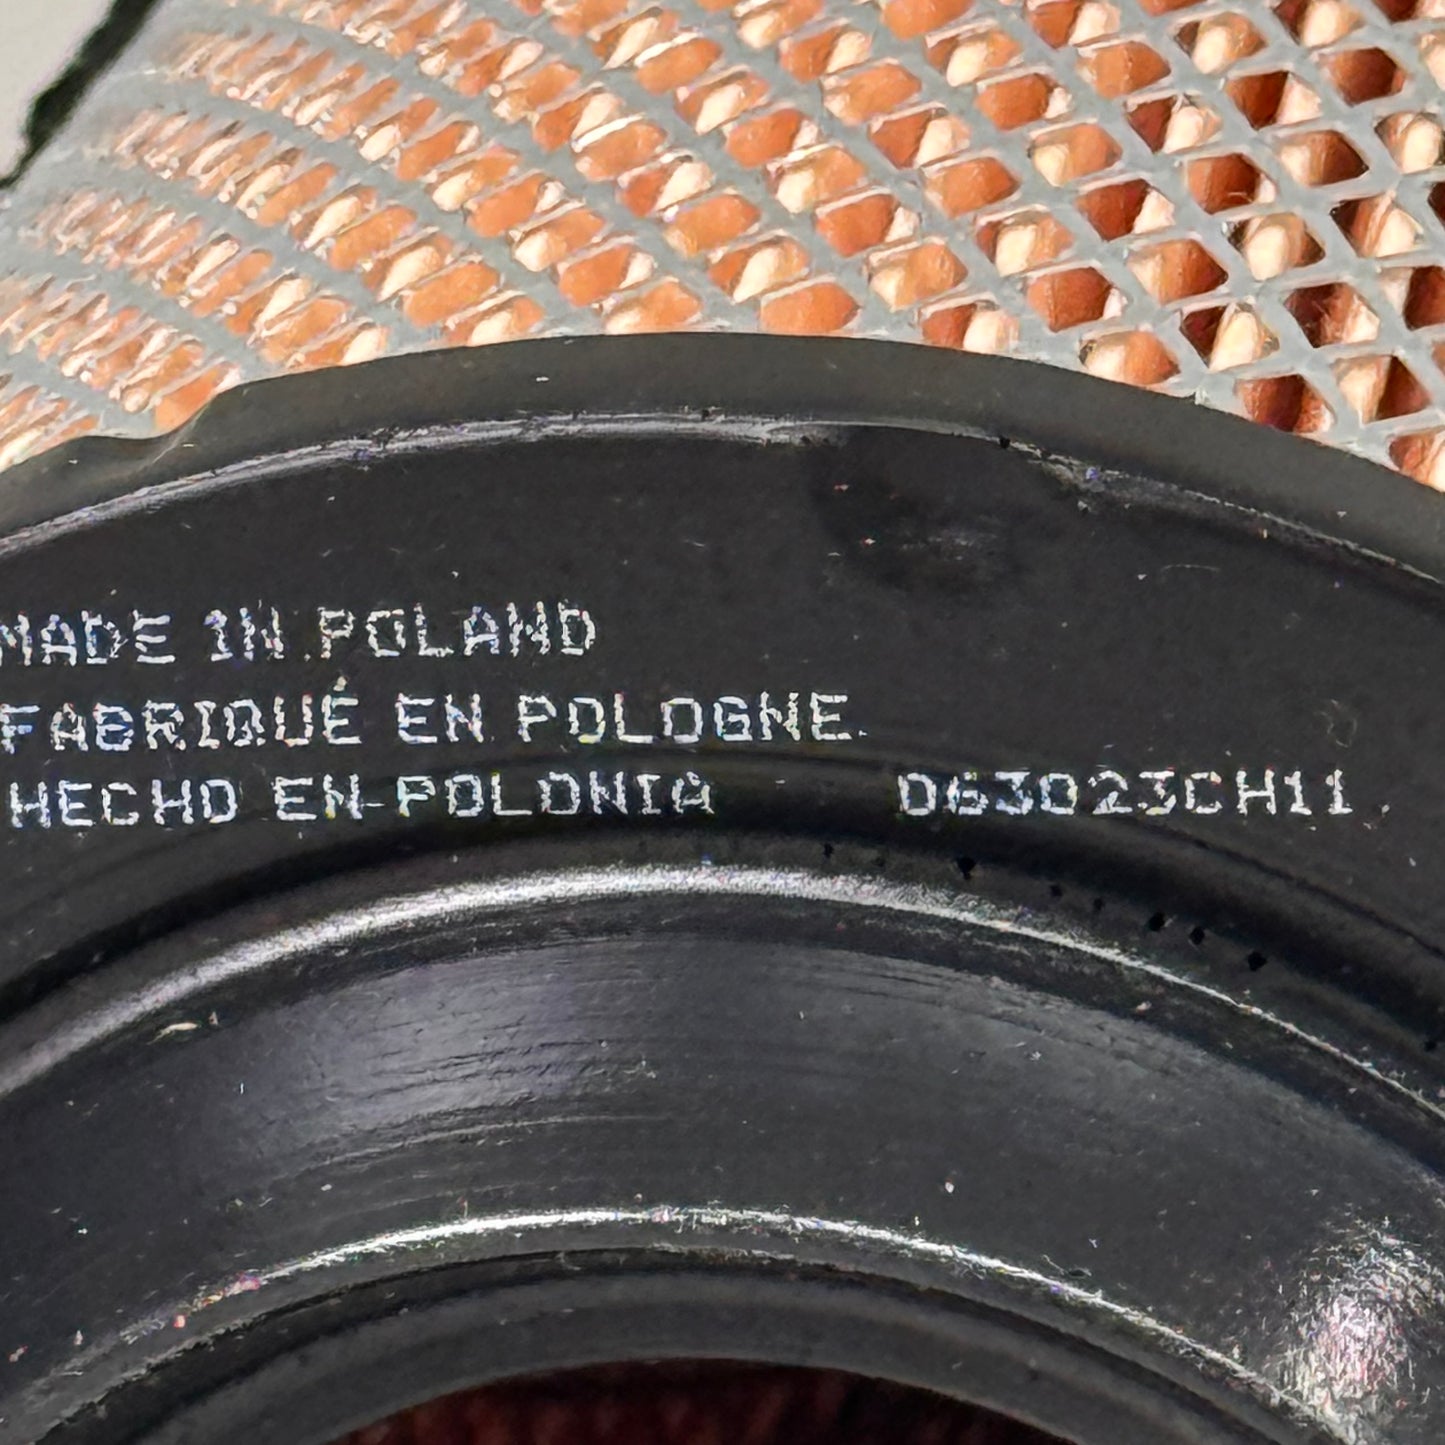 MADE IN POLAND
FABRIQUÉ EN POLOGNE
HECHO EN POLONIA 063023CH11